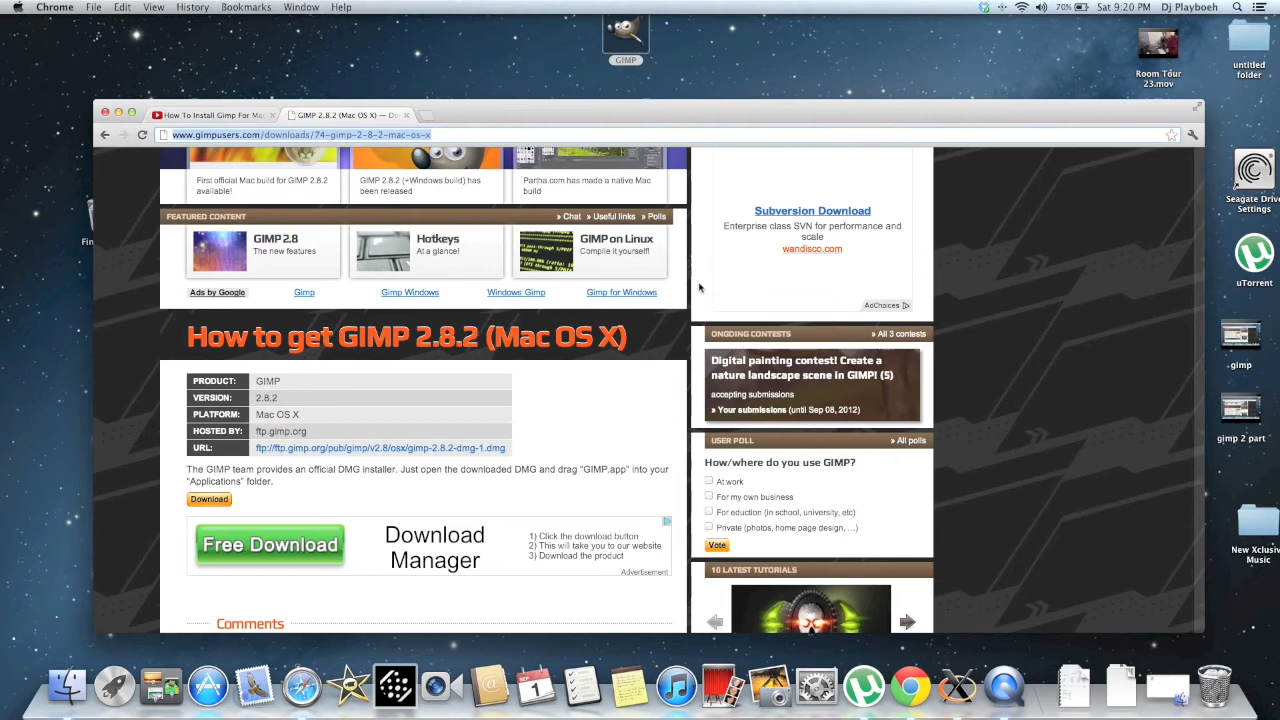 Chrome File Edit View History Bookmarks Window Help
70% Sat 9:20 PM Dj Playboeh
GIMP
Room Tour
23.mov
untitled
folder
How To Install Gimp For Mac
GIMP 2.8.2 (Mac OS X) — Do
www.gimpusers.com/downloads/74-gimp-2-8-2-mac-os-x
First official Mac build for GIMP 2.8.2
available!
GIMP 2.8.2 (+Windows build) has
been released
Partha.com has made a native Mac
build
FEATURED CONTENT
» Chat » Useful links » Polls
GIMP 2.8
The new features
Hotkeys
At a glance!
GIMP on Linux
Compile it yourself!
Ads by Google Gimp Gimp Windows Windows Gimp Gimp for Windows
How to get GIMP 2.8.2 (Mac OS X)
PRODUCT: GIMP
VERSION: 2.8.2
PLATFORM: Mac OS X
HOSTED BY: ftp.gimp.org
URL: ftp://ftp.gimp.org/pub/gimp/v2.8/osx/gimp-2.8.2-dmg-1.dmg
The GIMP team provides an official DMG installer. Just open the downloaded DMG and drag “GIMP.app” into your
“Applications” folder.
Download
Free Download
Download
Manager
1) Click the download button
2) This will take you to our website
3) Download the product
Advertisement
Comments
Subversion Download
Enterprise class SVN for performance and
scale
wandisco.com
AdChoices
ONGOING CONTESTS » All 3 contests
Digital painting contest! Create a
nature landscape scene in GIMP! (5)
accepting submissions
» Your submissions (until Sep 08, 2012)
USER POLL » All polls
How/where do you use GIMP?
At work
For my own business
For eduction (in school, university, etc)
Private (photos, home page design, ...)
Vote
10 LATEST TUTORIALS
Seagate Drive
Settings
uTorrent
gimp
gimp 2 part
New Xclusiv
Music
Fin
SEP
1